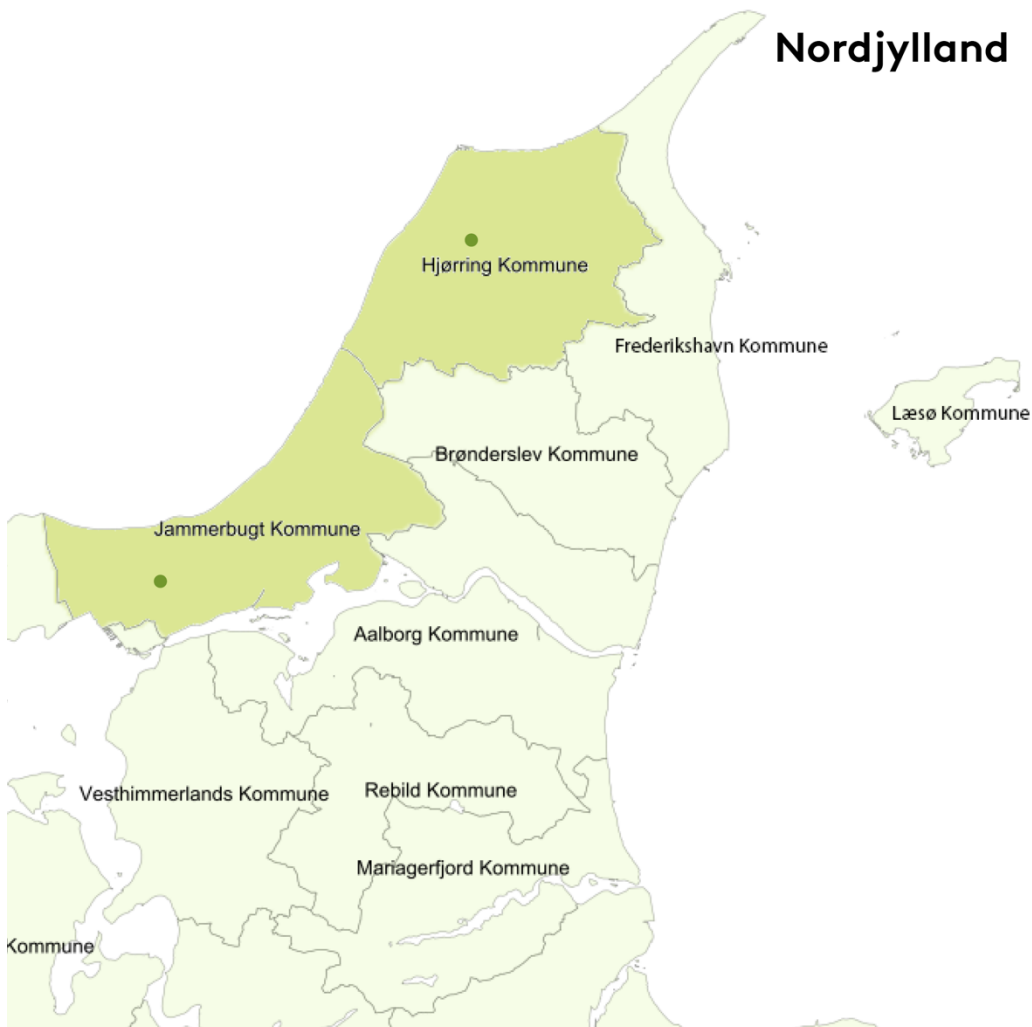 Nordjylland
Hjørring Kommune
Frederikshavn Kommune
Læsø Kommune
Brønderslev Kommune
Jammerbugt Kommune
Aalborg Kommune
Vesthimmerlands Kommune
Rebild Kommune
Mariagerfjord Kommune
Kommune